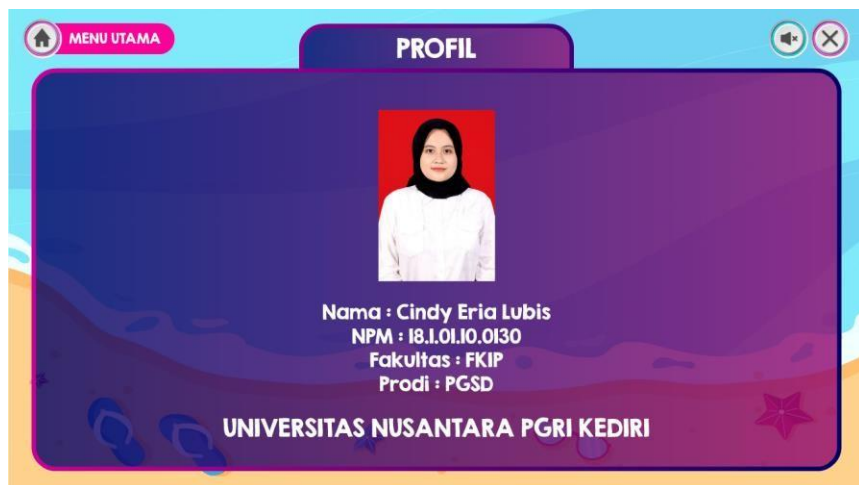 MENU UTAMA
PROFIL
Nama : Cindy Eria Lubis
NPM : 18.1.01.10.0130
Fakultas : FKIP
Prodi : PGSD
UNIVERSITAS NUSANTARA PGRI KEDIRI